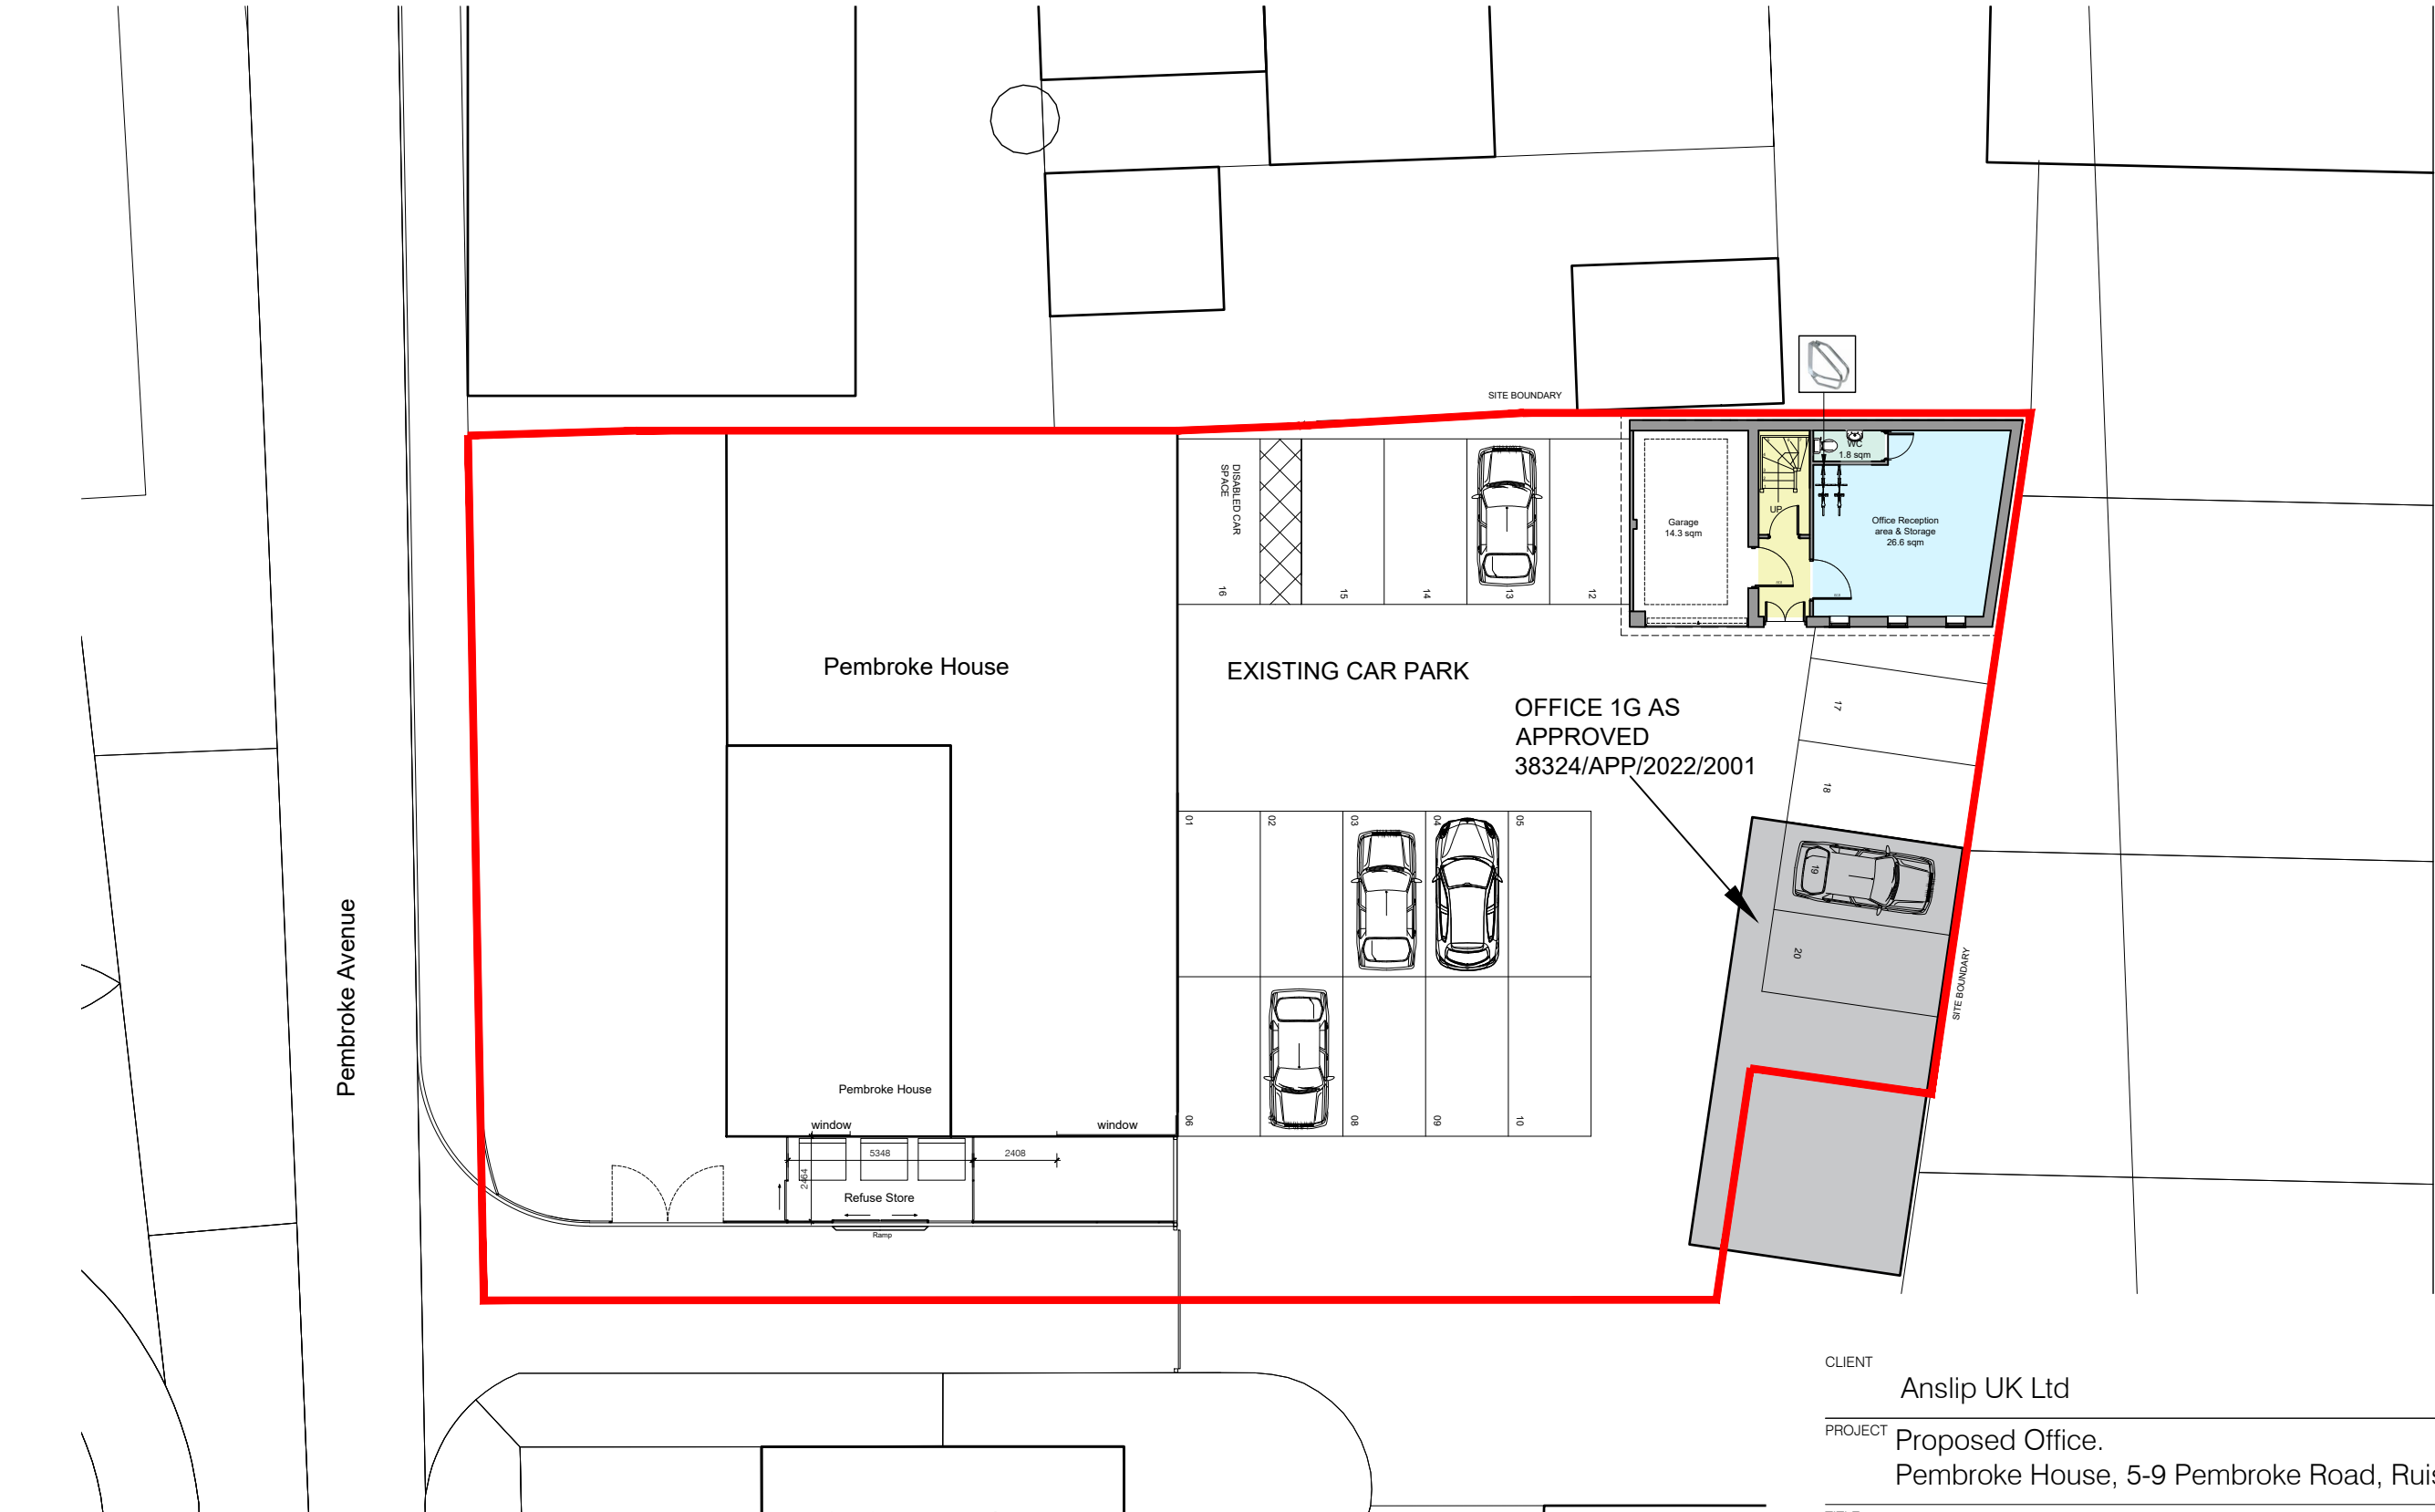 SITE BOUNDARY
WC
1.8 sqm
DISABLED CAR
SPACE
UP
Garage
14.3 sqm
Office Reception
area & Storage
26.6 sqm
16
15
14
13
12
Pembroke House
EXISTING CAR PARK
17
OFFICE 1G AS
APPROVED
38324/APP/2022/2001
18
01
02
03
04
05
19
20
Pembroke Avenue
SITE BOUNDARY
Pembroke House
window
window
06
08
09
10
5348
2408
2464
Refuse Store
Ramp
CLIENT
Anslip UK Ltd
PROJECT
Proposed Office.
Pembroke House, 5-9 Pembroke Road,